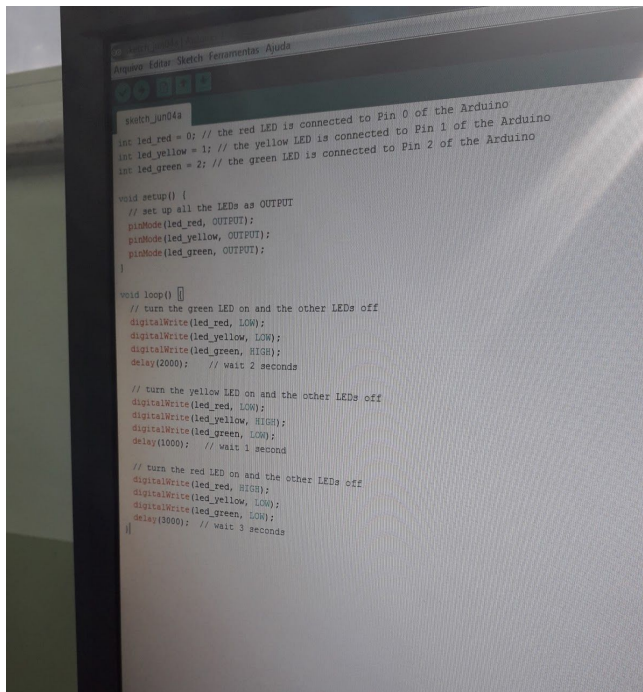 Arquivo Editar Sketch Ferramentas Ajuda
sketch_jun04a
int led_red = 0; // the red LED is connected to Pin 0 of the Arduino
int led_yellow = 1; // the yellow LED is connected to Pin 1 of the Arduino
int led_green = 2; // the green LED is connected to Pin 2 of the Arduino
void setup() {
// set up all the LEDs as OUTPUT
pinMode(led_red, OUTPUT);
pinMode(led_yellow, OUTPUT);
pinMode(led_green, OUTPUT);
}
void loop() {
// turn the green LED on and the other LEDs off
digitalWrite(led_red, LOW);
digitalWrite(led_yellow, LOW);
digitalWrite(led_green, HIGH);
delay(2000); // wait 2 seconds
// turn the yellow LED on and the other LEDs off
digitalWrite(led_red, LOW);
digitalWrite(led_yellow, HIGH);
digitalWrite(led_green, LOW);
delay(1000); // wait 1 second
// turn the red LED on and the other LEDs off
digitalWrite(led_red, HIGH);
digitalWrite(led_yellow, LOW);
digitalWrite(led_green, LOW);
delay(3000); // wait 3 seconds
}